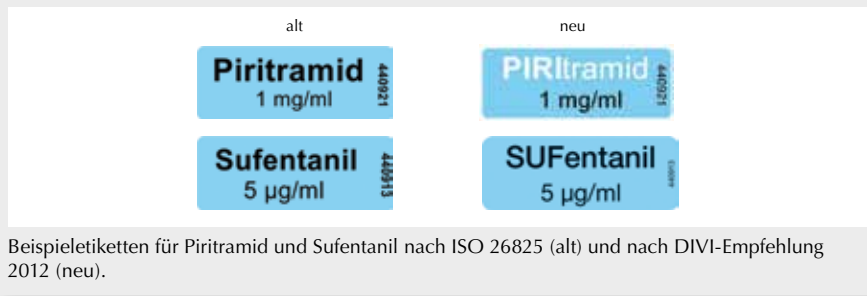 alt
neu
Piritramid
1 mg/ml
440921
PIRItramid
1 mg/ml
440921
Sufentanil
5 µg/ml
440913
SUFentanil
5 µg/ml
440913
Beispieletiketten für Piritramid und Sufentanil nach ISO 26825 (alt) und nach DIVI-Empfehlung
2012 (neu).